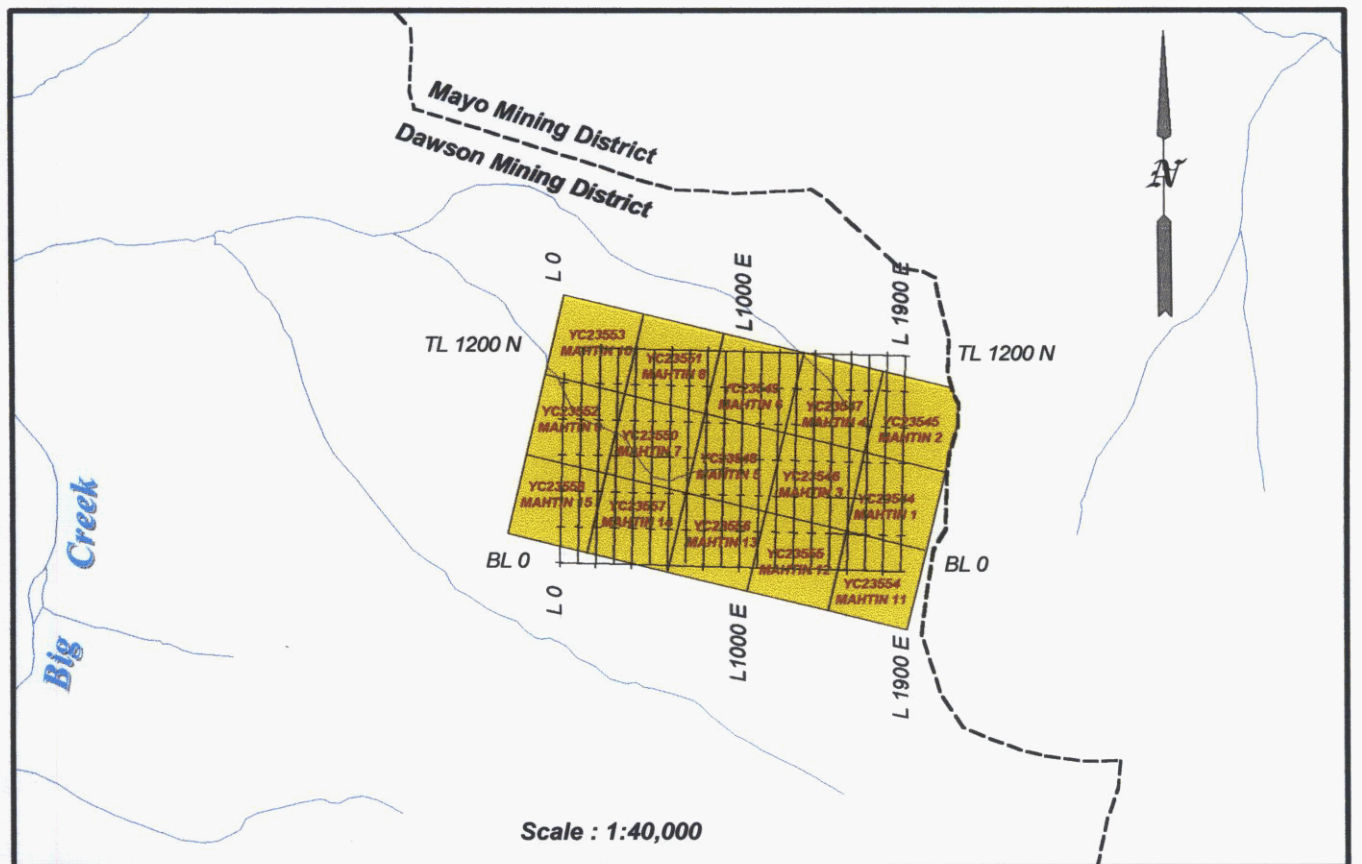 Mayo Mining District
Dawson Mining District
N
L 0
L1000 E
L 1900 E
TL 1200 N
TL 1200 N
YC23553
MAHTIN 10
YC23551
MAHTIN 8
YC23549
MAHTIN 6
YC23547
MAHTIN 4
YC23545
MAHTIN 2
YC23552
MAHTIN 9
YC23550
MAHTIN 7
YC23548
MAHTIN 5
YC23546
MAHTIN 3
YC23544
MAHTIN 1
YC23558
MAHTIN 15
YC23557
MAHTIN 14
YC23556
MAHTIN 13
YC23555
MAHTIN 12
YC23554
MAHTIN 11
BL 0
BL 0
L 0
L1000 E
L 1900 E
Big Creek
Scale : 1:40,000